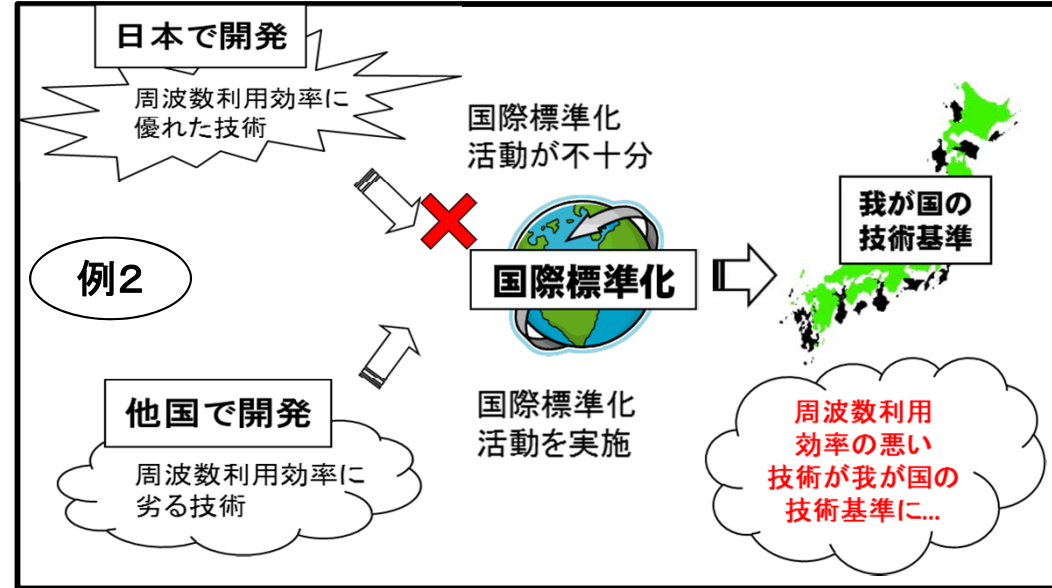 日本で開発
周波数利用効率に
優れた技術
国際標準化
活動が不十分
例2
国際標準化
我が国の
技術基準
他国で開発
周波数利用効率に
劣る技術
国際標準化
活動を実施
周波数利用
効率の悪い
技術が我が国の
技術基準に…